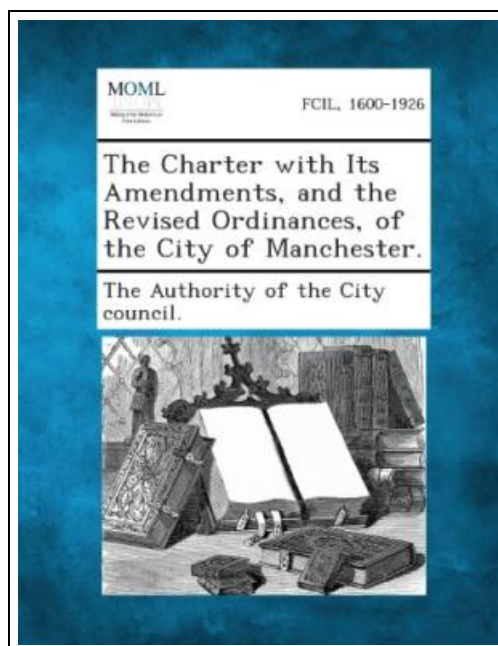 MOML
FCIL, 1600-1926
The Charter with Its
Amendments, and the
Revised Ordinances, of
the City of Manchester.
The Authority of the City
council.